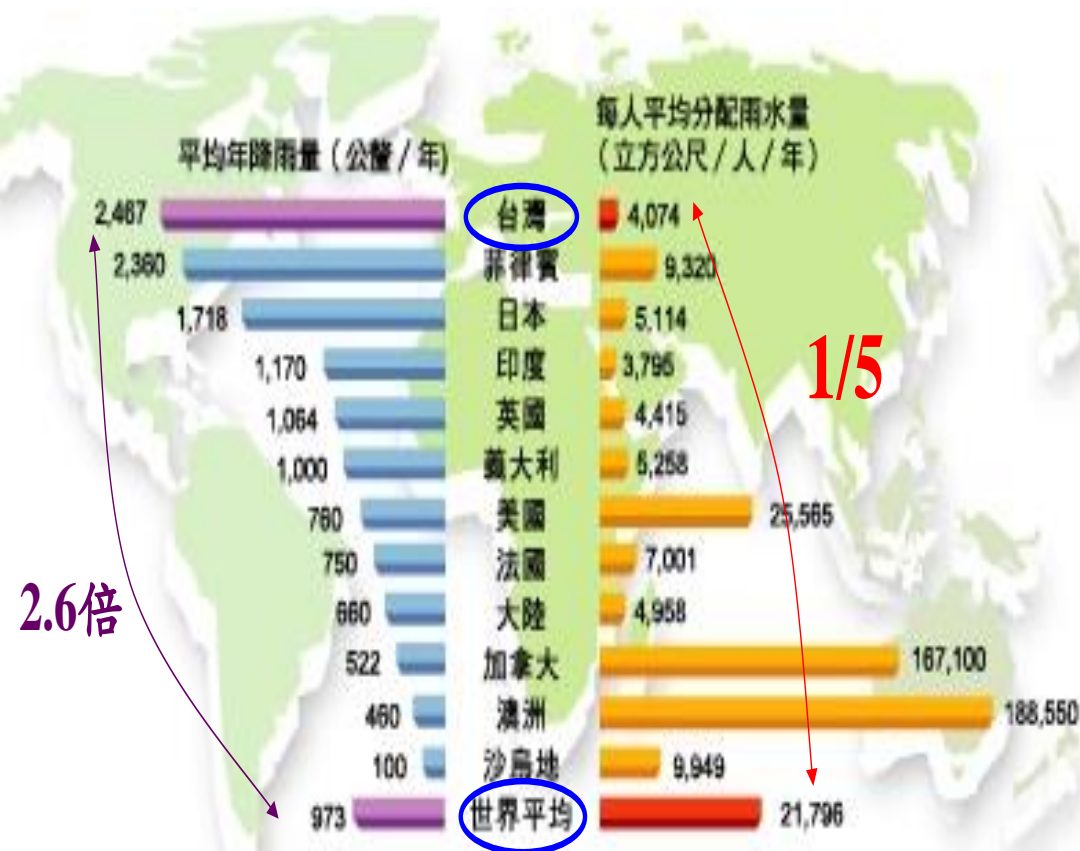 平均年降雨量（公釐／年）
每人平均分配雨水量
（立方公尺／人／年）
2,467 台灣 4,074
2,360 菲律賓 9,320
1,718 日本 5.114
1,170 印度 3,795
1,064 英國 4,415
1,000 義大利 5,258
760 美國 25,565
750 法國 7,001
660 大陸 4,958
522 加拿大 167,100
460 澳洲 188,550
100 沙烏地 9,949
973 世界平均 21,796
2.6倍
1/5